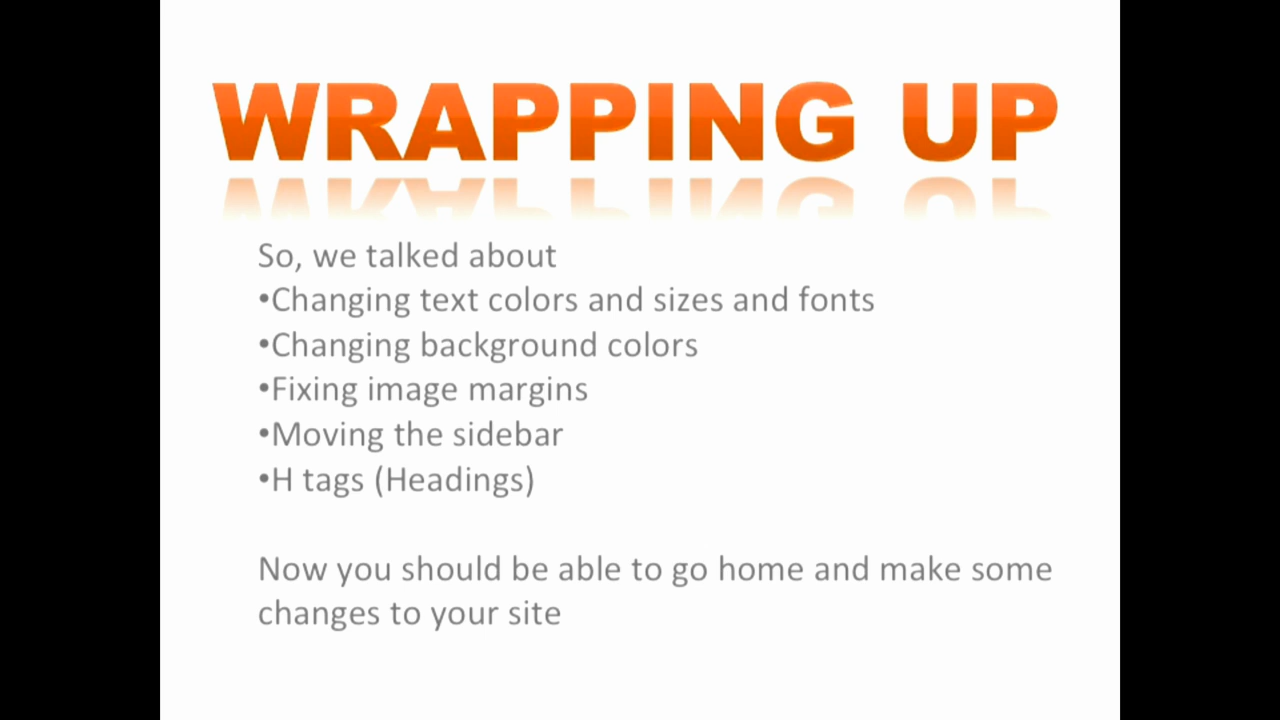 WRAPPING UP
So, we talked about
•Changing text colors and sizes and fonts
•Changing background colors
•Fixing image margins
•Moving the sidebar
•H tags (Headings)
Now you should be able to go home and make some
changes to your site